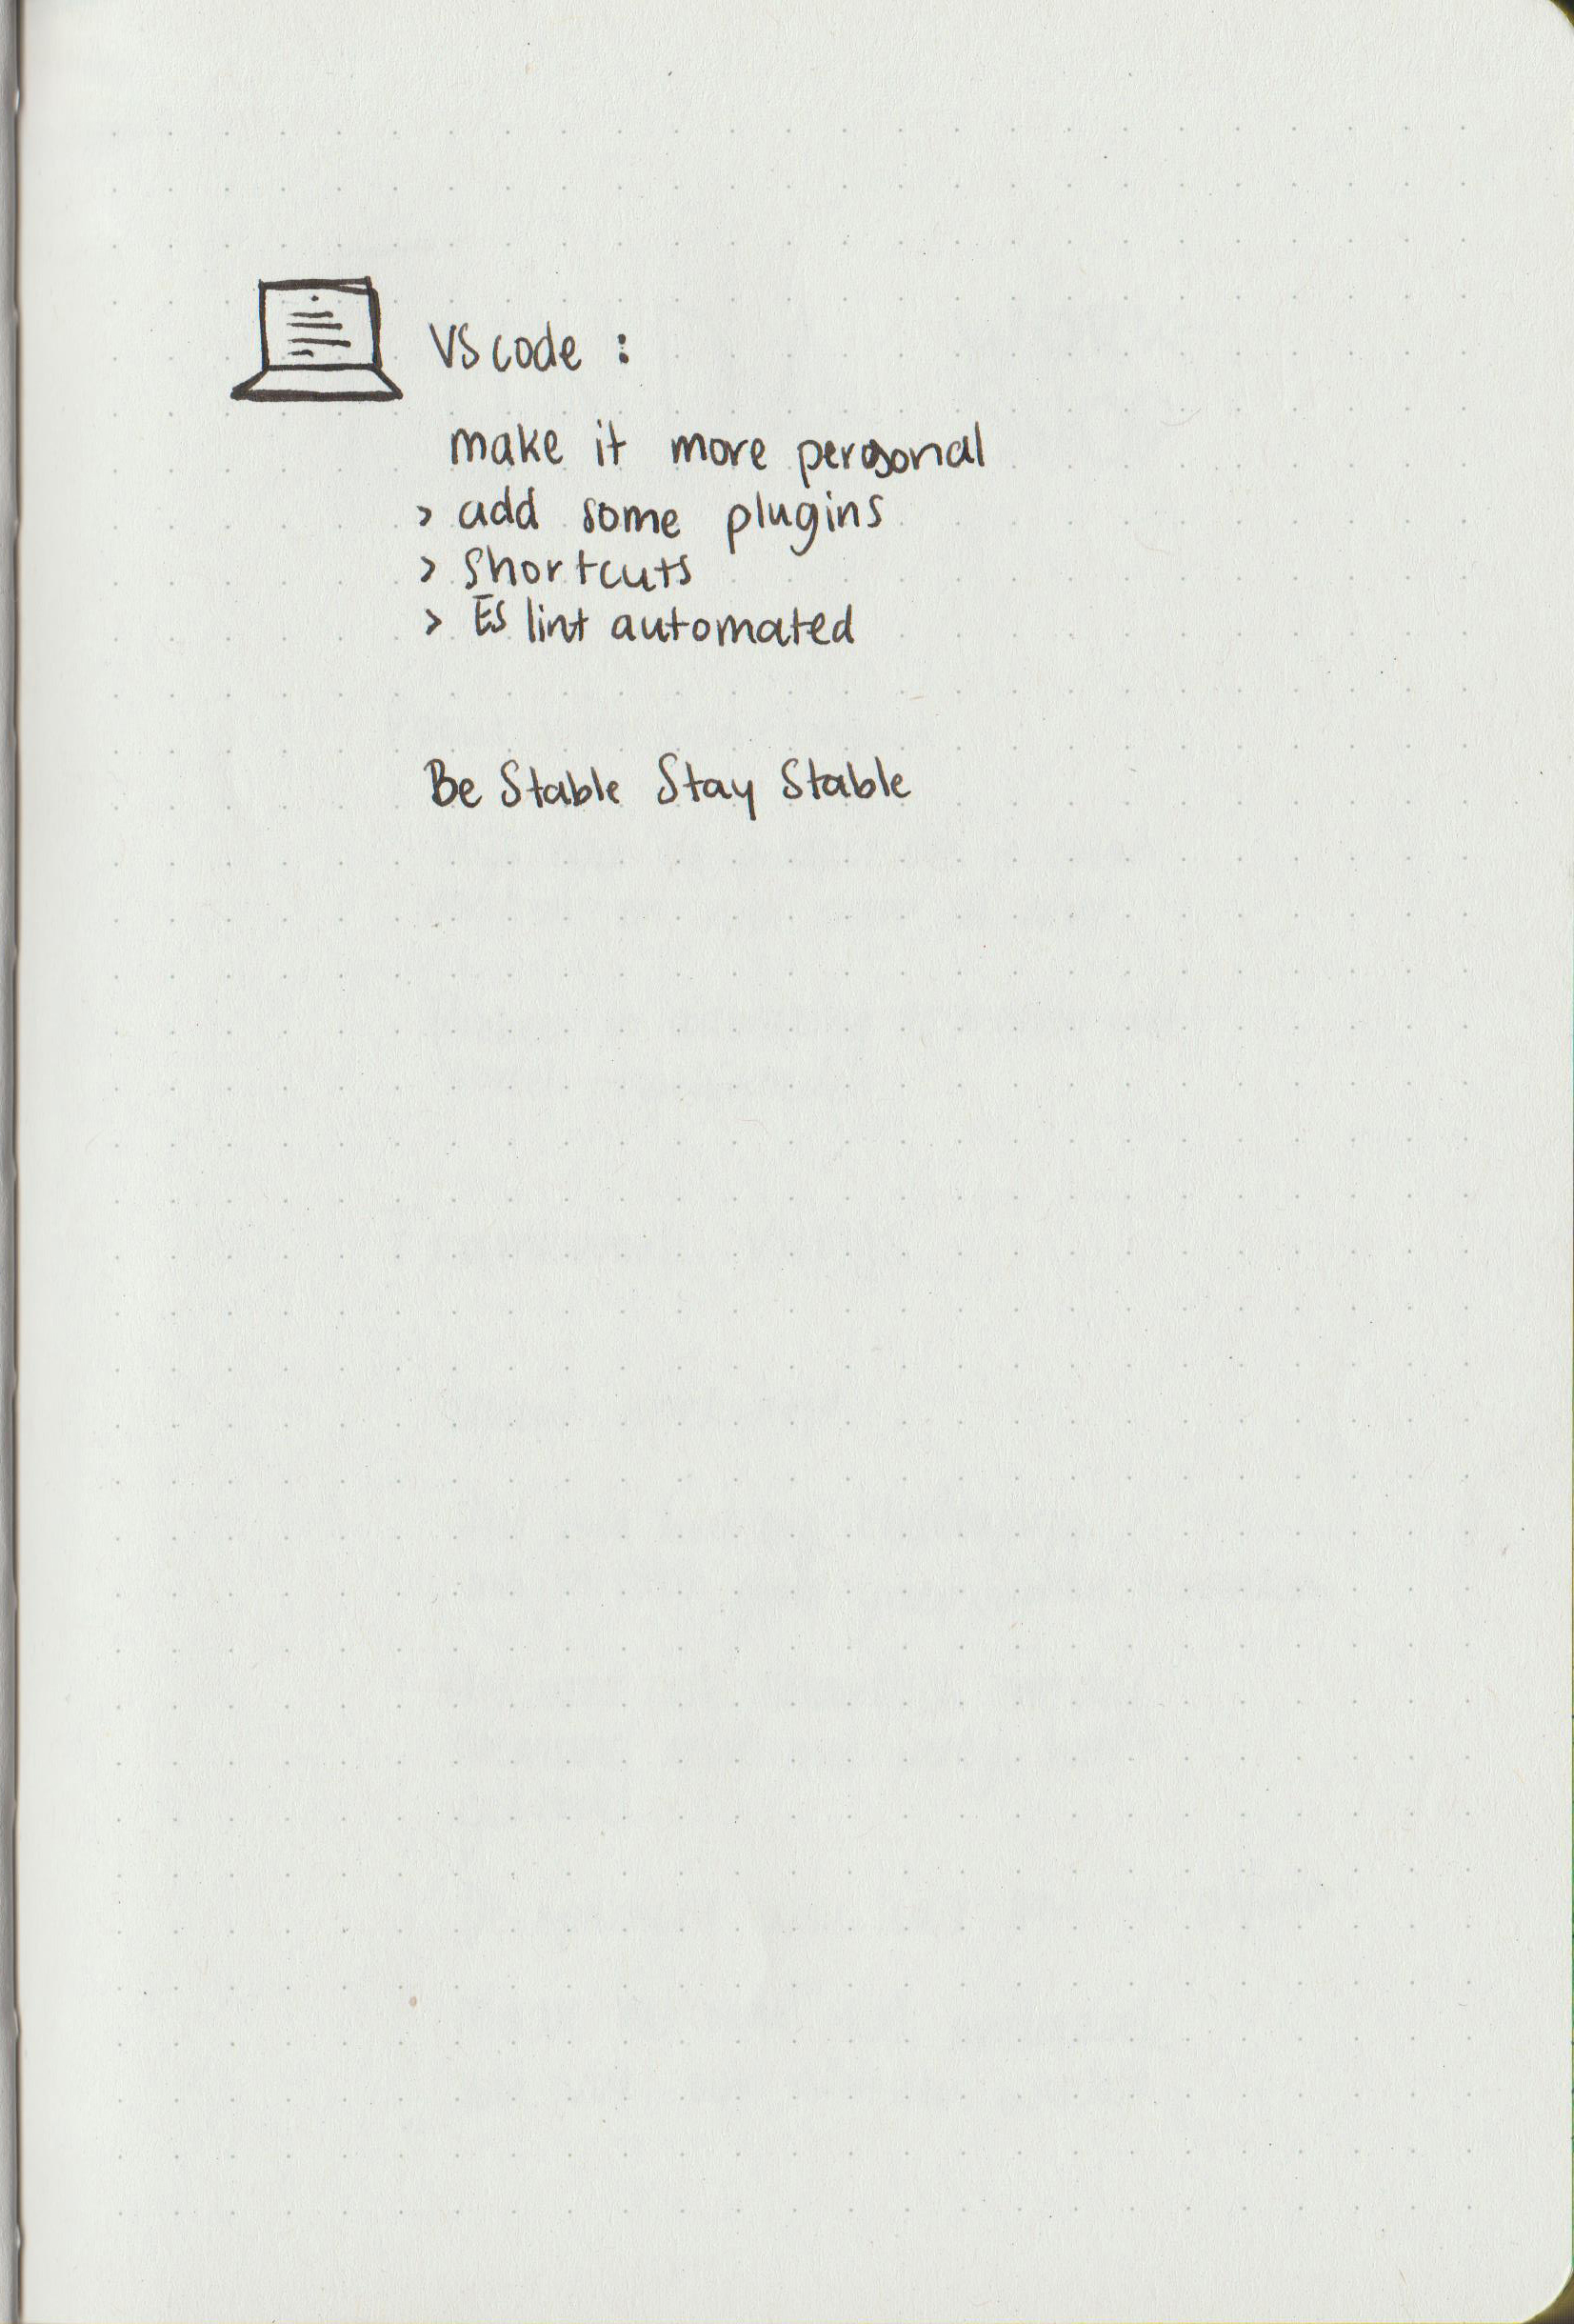 VS code :
make it more personal
> add some plugins
> shortcuts
> ES lint automated
Be Stable Stay Stable